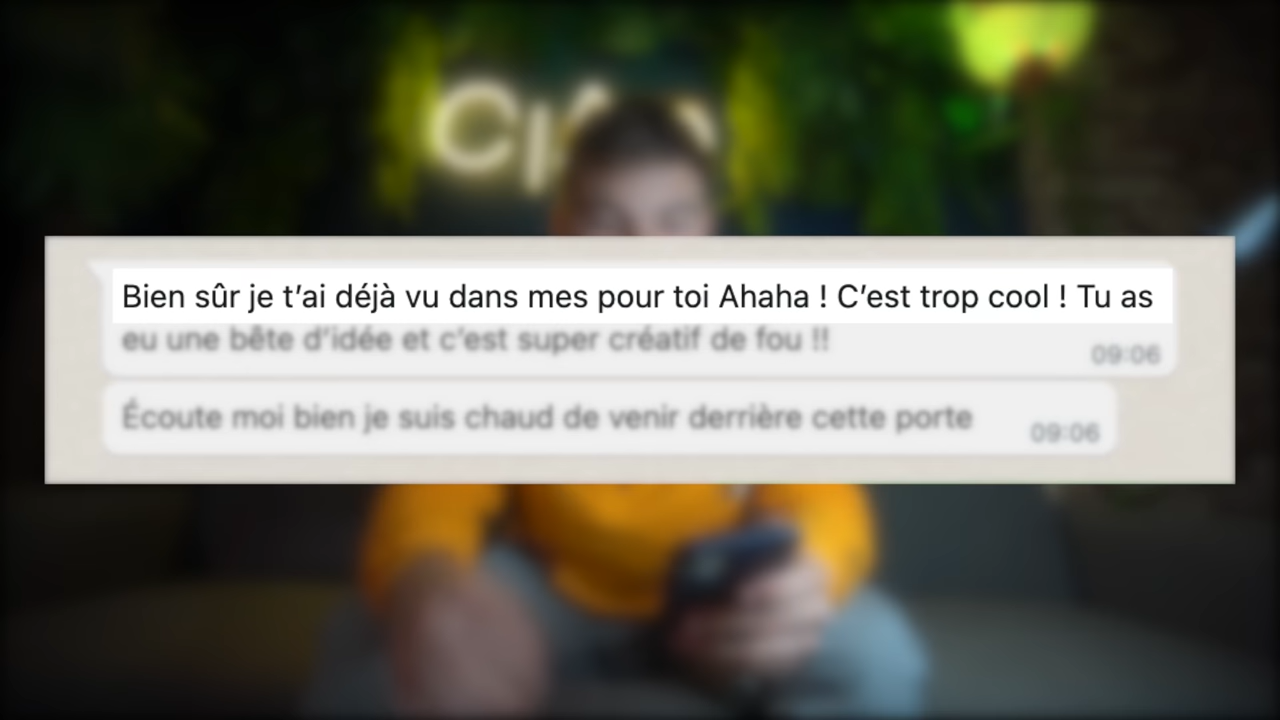 Bien sûr je t’ai déjà vu dans mes pour toi Ahaha ! C’est trop cool ! Tu as
eu une bête d’idée et c’est super créatif de fou !!
09:06
Écoute moi bien je suis chaud de venir derrière cette porte
09:06